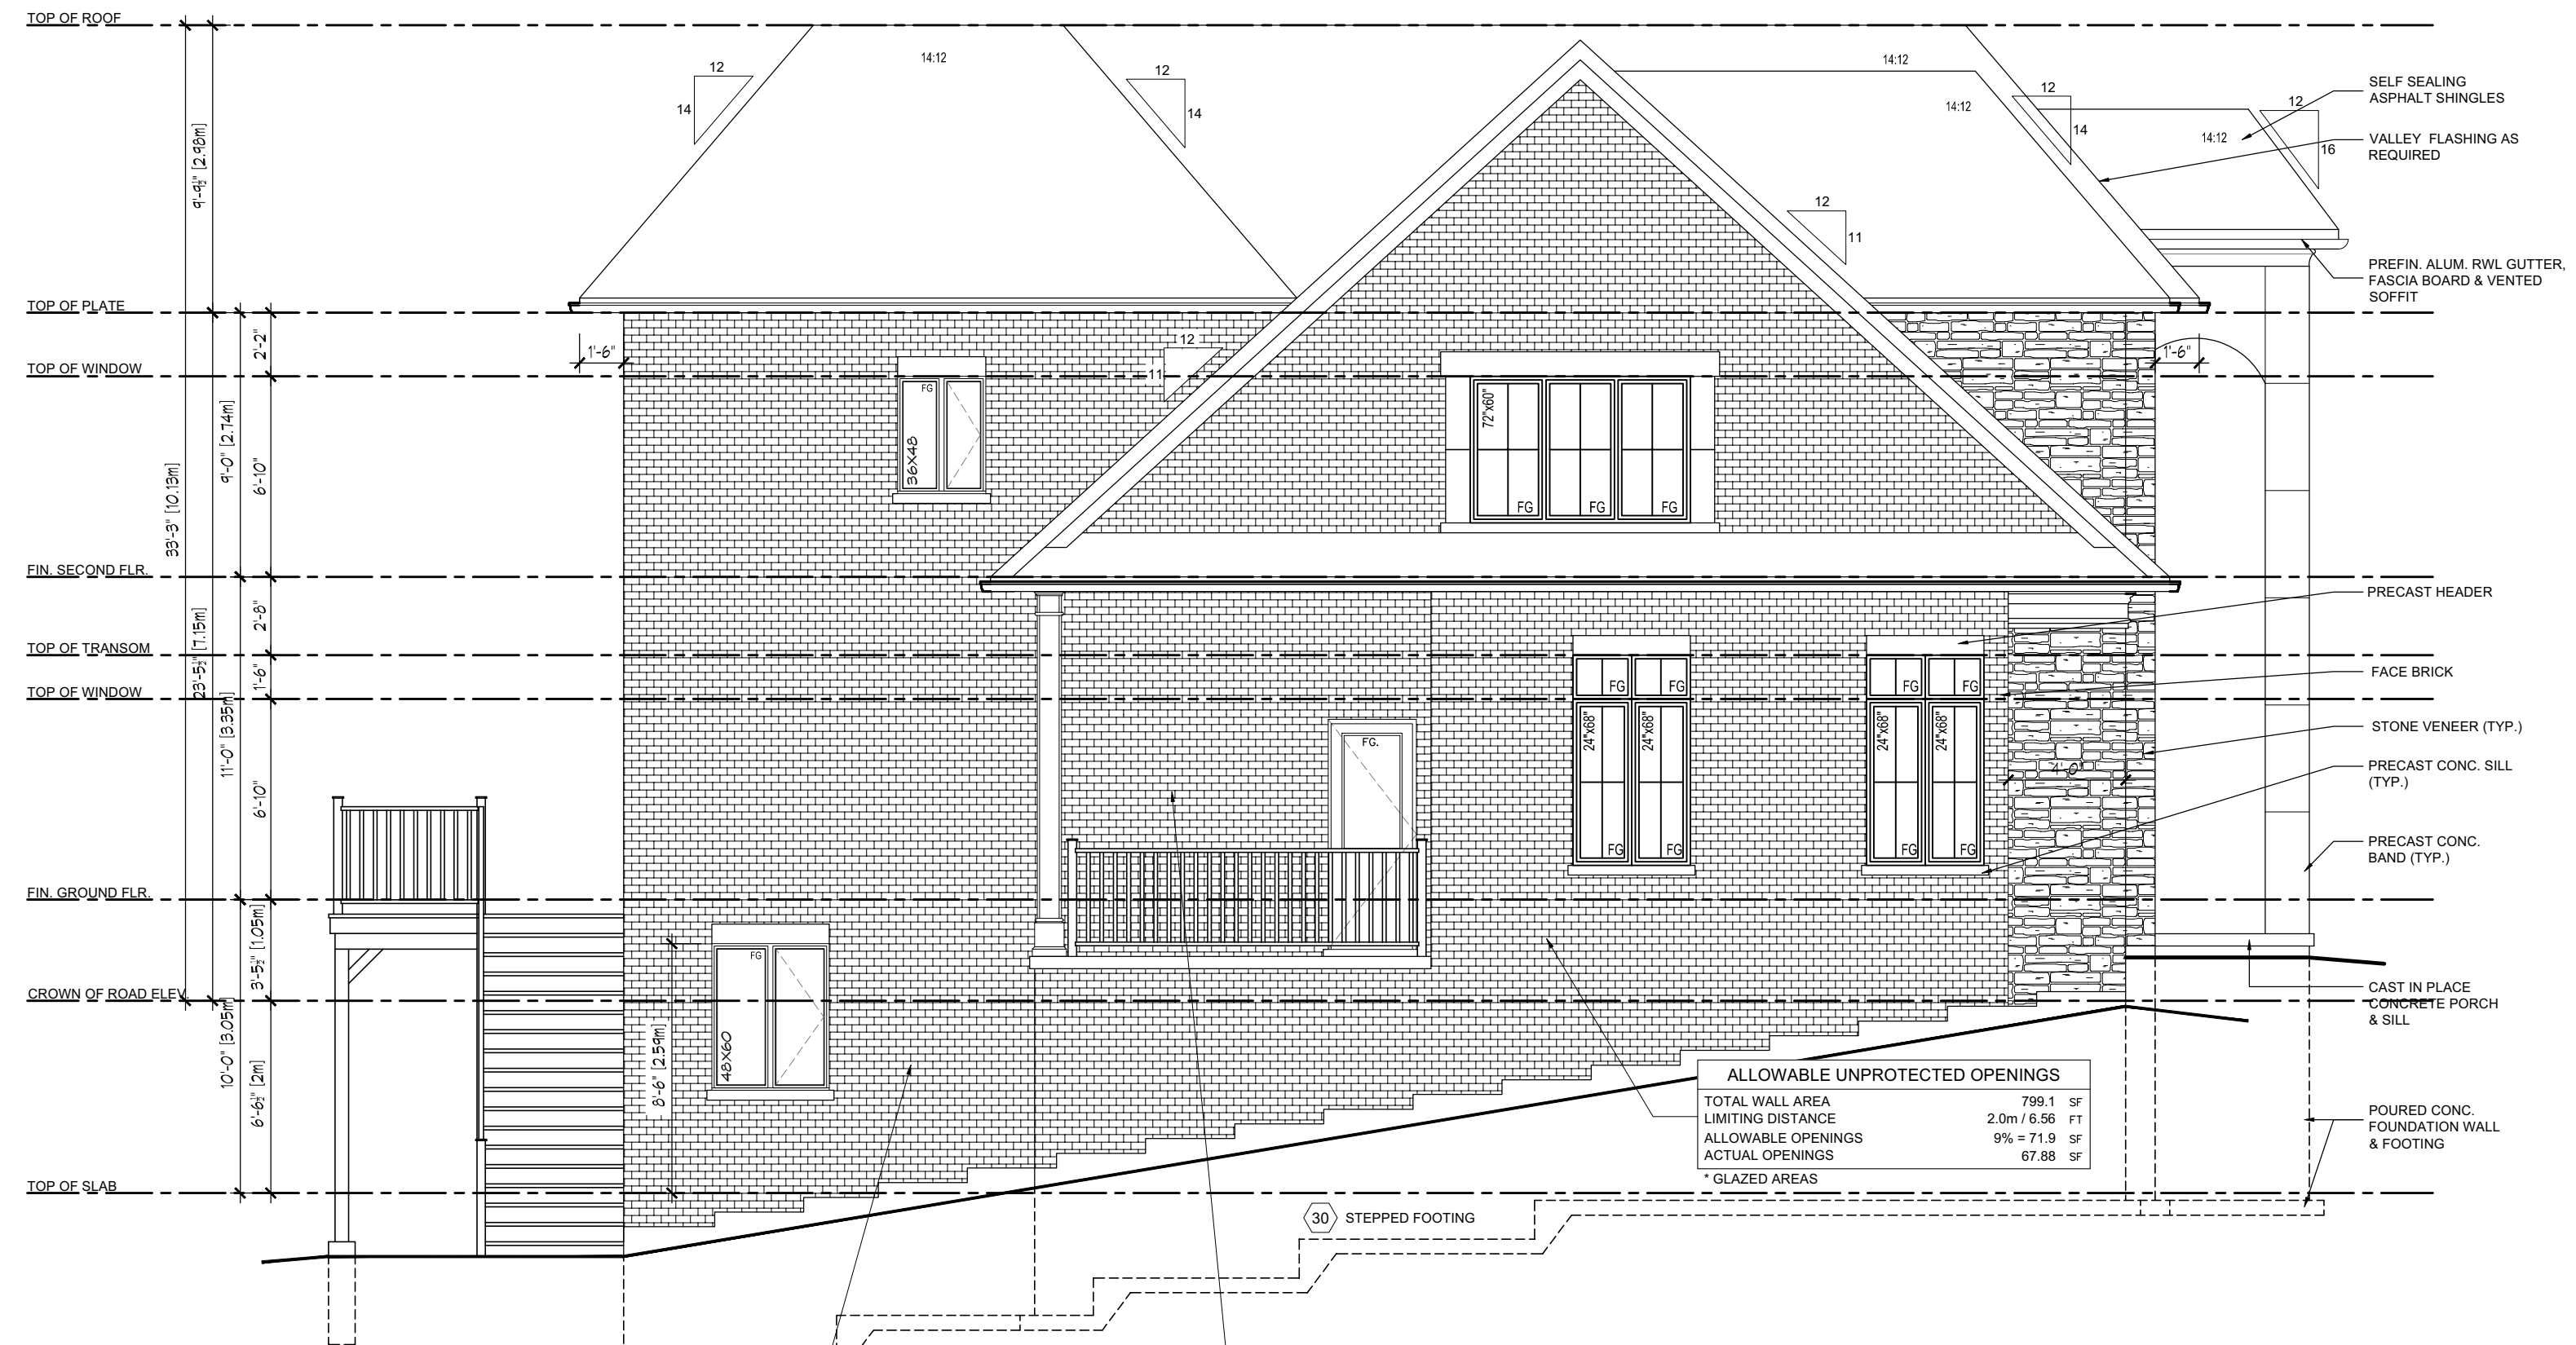 TOP OF ROOF
14:12
14:12
14:12
14:12
12
14
12
14
12
14
12
16
12
11
12
11
SELF SEALING
ASPHALT SHINGLES
VALLEY FLASHING AS
REQUIRED
PREFIN. ALUM. RWL GUTTER,
FASCIA BOARD & VENTED
SOFFIT
9'-9½" [2.98m]
TOP OF PLATE
2'-2"
1'-6"
1'-6"
TOP OF WINDOW
FG
36X48
72"x60"
FG
FG
FG
33'-3" [10.13m]
9'-0" [2.74m]
6'-10"
FIN. SECOND FLR.
PRECAST HEADER
23'-5½" [7.15m]
2'-8"
TOP OF TRANSOM
1'-6"
FG
FG
FG
FG
FACE BRICK
TOP OF WINDOW
11'-0" [3.35m]
6'-10"
FG.
24"x68"
24"x68"
24"x68"
24"x68"
STONE VENEER (TYP.)
4'-0"
PRECAST CONC. SILL
(TYP.)
FG
FG
FG
FG
PRECAST CONC.
BAND (TYP.)
FIN. GROUND FLR.
3'-5½" [1.05m]
FG
48X60
8'-6" [2.59m]
CROWN OF ROAD ELEV.
CAST IN PLACE
CONCRETE PORCH
& SILL
10'-0" [3.05m]
6'-6½" [2m]
ALLOWABLE UNPROTECTED OPENINGS
TOTAL WALL AREA 799.1 SF
LIMITING DISTANCE 2.0m / 6.56 FT
ALLOWABLE OPENINGS 9% = 71.9 SF
ACTUAL OPENINGS 67.88 SF
* GLAZED AREAS
POURED CONC.
FOUNDATION WALL
& FOOTING
TOP OF SLAB
30 STEPPED FOOTING